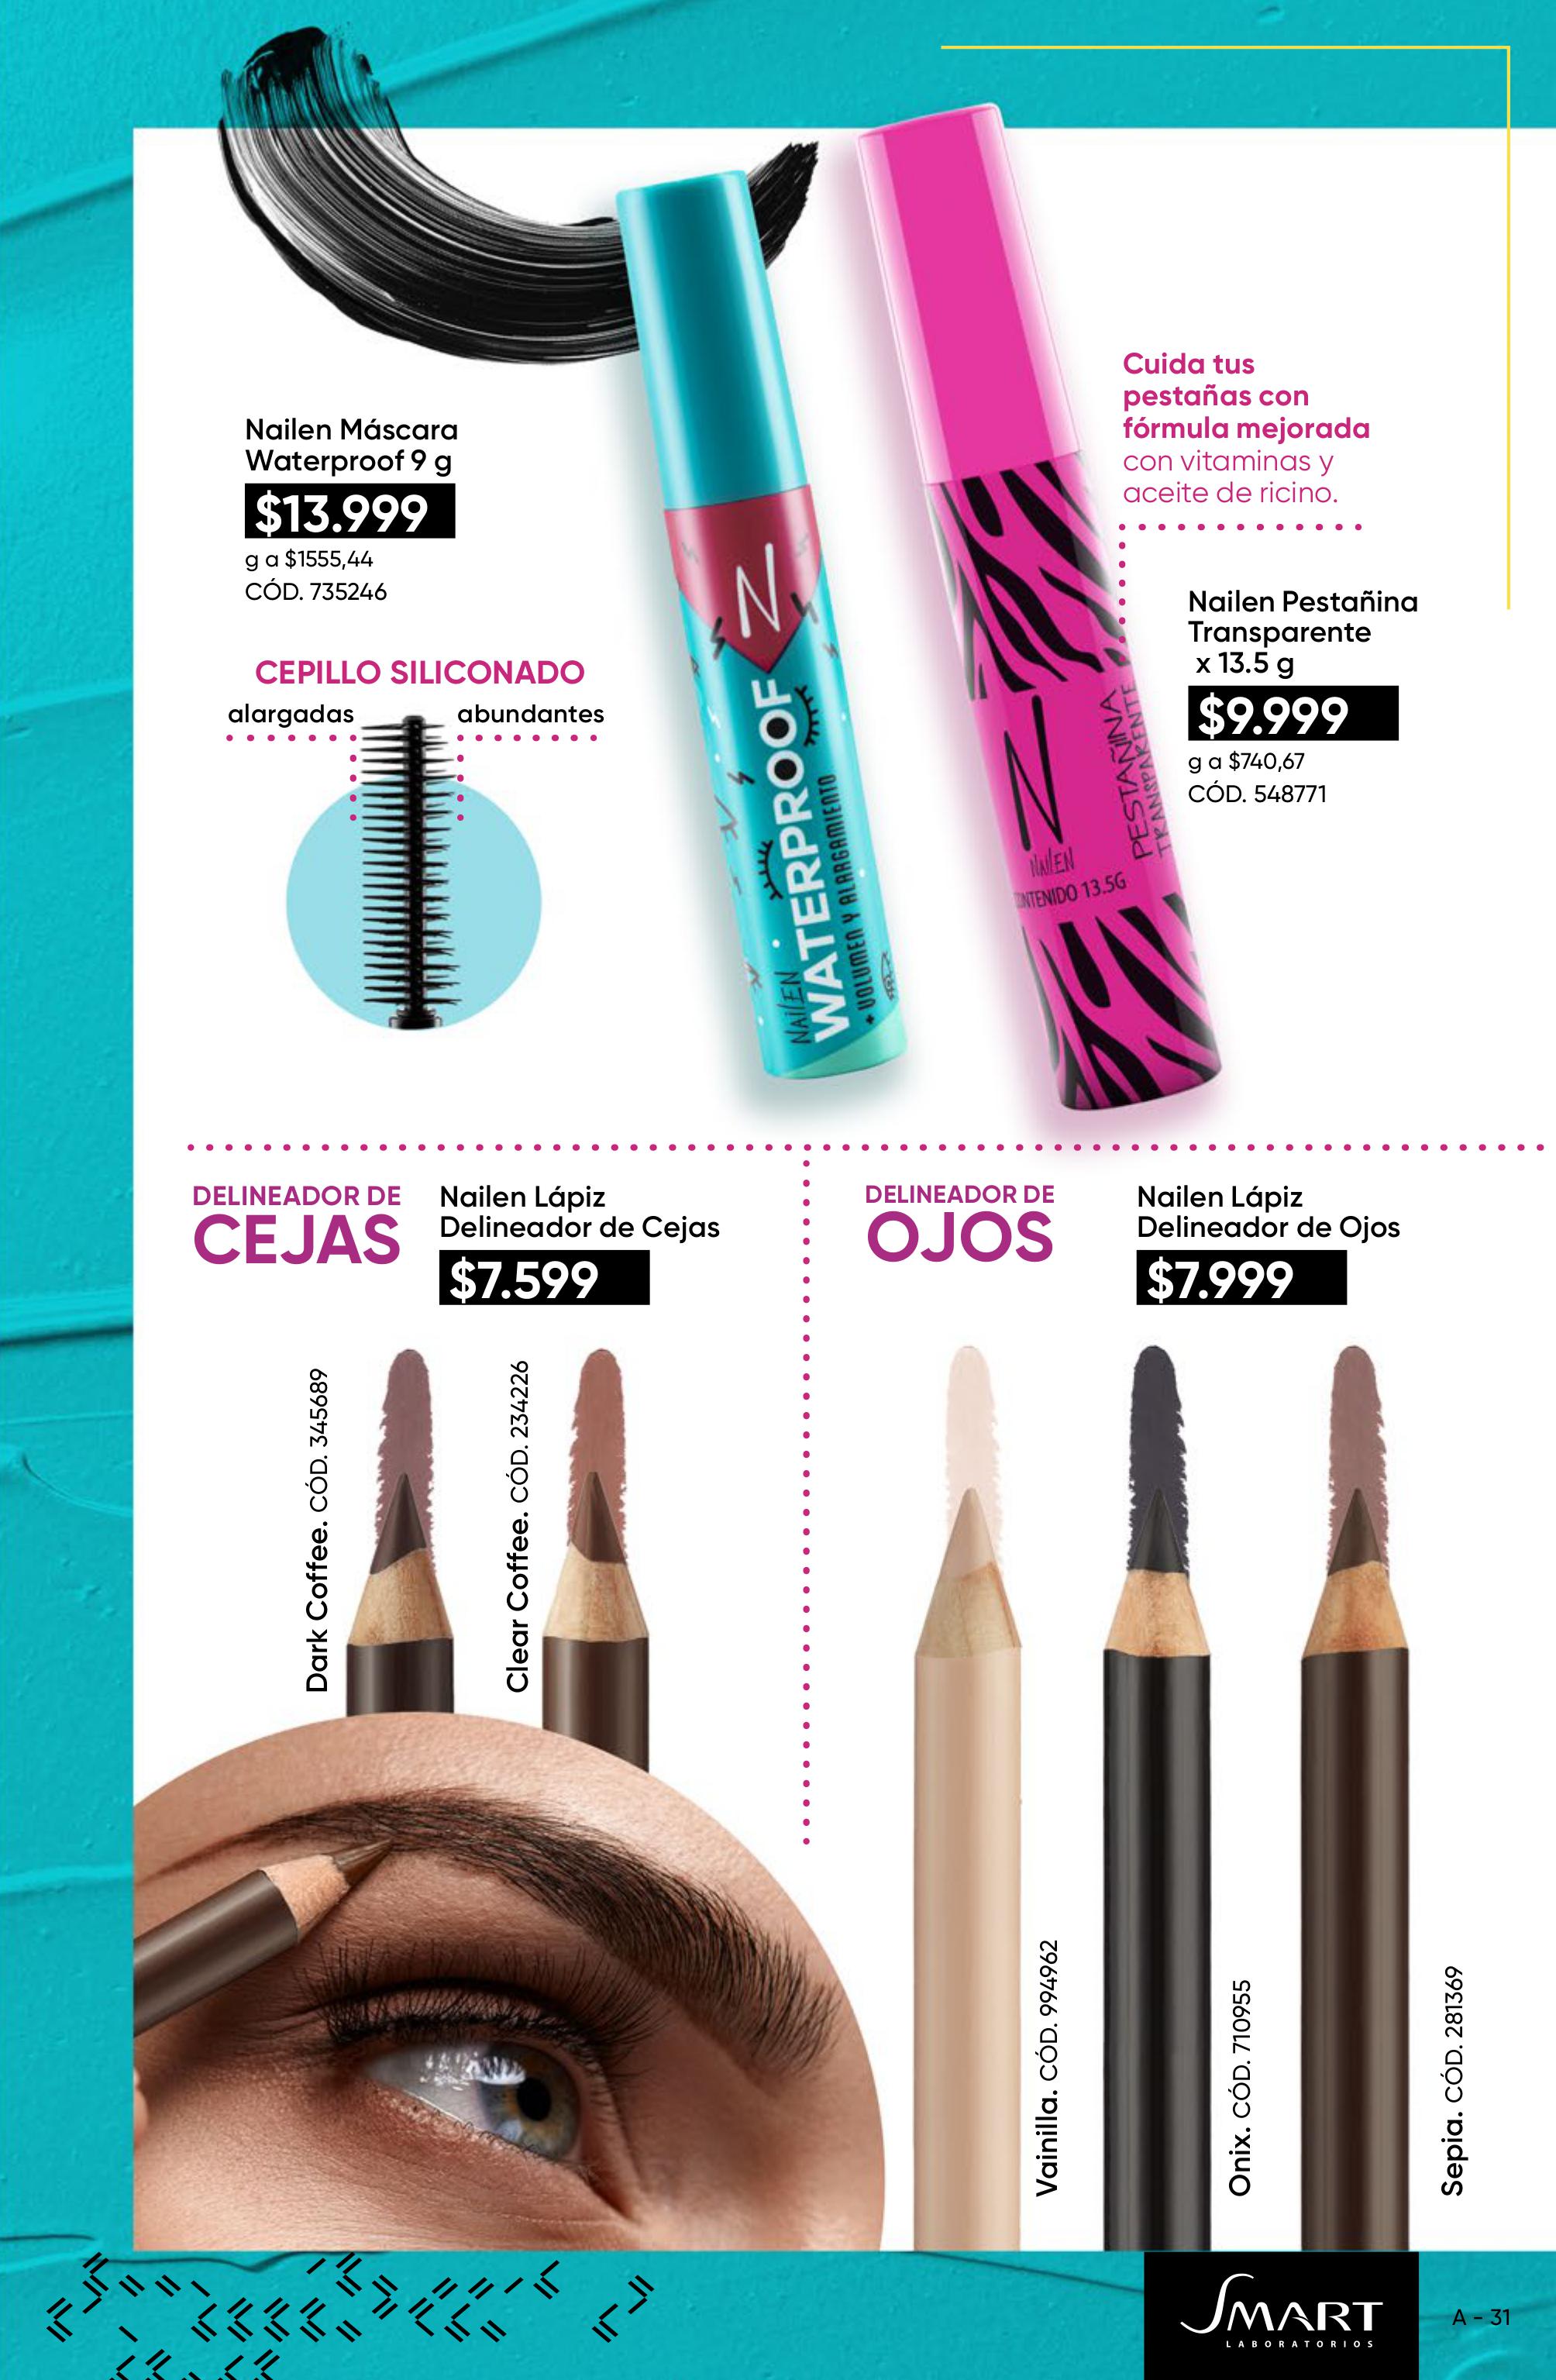 Nailen Máscara
Waterproof 9 g
$13.999
g a $1555,44
CÓD. 735246
CEPILLO SILICONADO
alargadas
abundantes
N
NAILEN
WATERPROOF
+ VOLUMEN Y ALARGAMIENTO
N
NAILEN
PESTAÑINA
TRANSPARENTE
CONTENIDO 13.5G
Cuida tus
pestañas con
fórmula mejorada
con vitaminas y
aceite de ricino.
Nailen Pestañina
Transparente
x 13.5 g
$9.999
g a $740,67
CÓD. 548771
DELINEADOR DE
CEJAS
Nailen Lápiz
Delineador de Cejas
$7.599
Dark Coffee. CÓD. 345689
Clear Coffee. CÓD. 234226
DELINEADOR DE
OJOS
Nailen Lápiz
Delineador de Ojos
$7.999
Vainilla. CÓD. 994962
Onix. CÓD. 710955
Sepia. CÓD. 281369
SMART
LABORATORIOS
A - 31